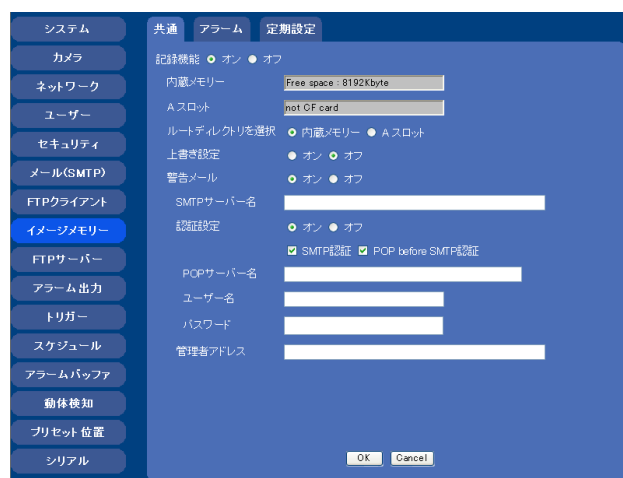 システム
カメラ
ネットワーク
ユーザー
セキュリティ
メール(SMTP)
FTPクライアント
イメージメモリー
FTPサーバー
アラーム出力
トリガー
スケジュール
アラームバッファ
動体検知
プリセット位置
シリアル
共通 アラーム 定期設定
記録機能 オン オフ
内蔵メモリー Free space : 8192Kbyte
Aスロット not CF card
ルートディレクトリを選択 内蔵メモリー Aスロット
上書き設定 オン オフ
警告メール オン オフ
SMTPサーバー名
認証設定 オン オフ
SMTP認証 POP before SMTP認証
POPサーバー名
ユーザー名
パスワード
管理者アドレス
OK Cancel